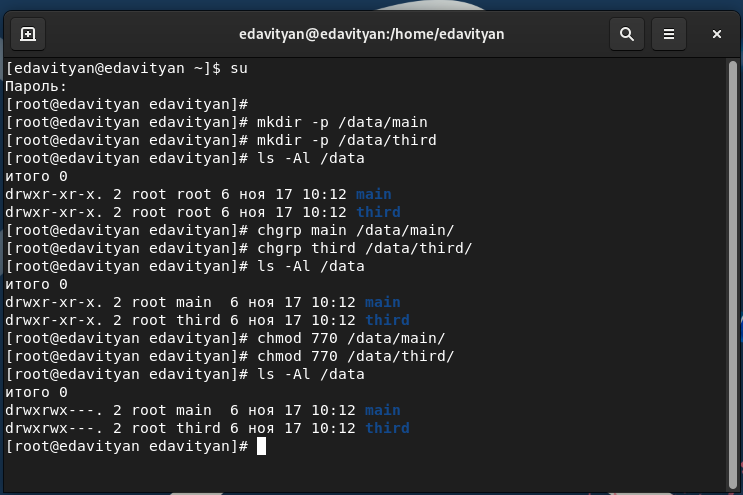 edavityan@edavityan:/home/edavityan
[edavityan@edavityan ~]$ su
Пароль:
[root@edavityan edavityan]#
[root@edavityan edavityan]# mkdir -p /data/main
[root@edavityan edavityan]# mkdir -p /data/third
[root@edavityan edavityan]# ls -Al /data
итого 0
drwxr-xr-x. 2 root root 6 ноя 17 10:12 main
drwxr-xr-x. 2 root root 6 ноя 17 10:12 third
[root@edavityan edavityan]# chgrp main /data/main/
[root@edavityan edavityan]# chgrp third /data/third/
[root@edavityan edavityan]# ls -Al /data
итого 0
drwxr-xr-x. 2 root main  6 ноя 17 10:12 main
drwxr-xr-x. 2 root third 6 ноя 17 10:12 third
[root@edavityan edavityan]# chmod 770 /data/main/
[root@edavityan edavityan]# chmod 770 /data/third/
[root@edavityan edavityan]# ls -Al /data
итого 0
drwxrwx---. 2 root main  6 ноя 17 10:12 main
drwxrwx---. 2 root third 6 ноя 17 10:12 third
[root@edavityan edavityan]#